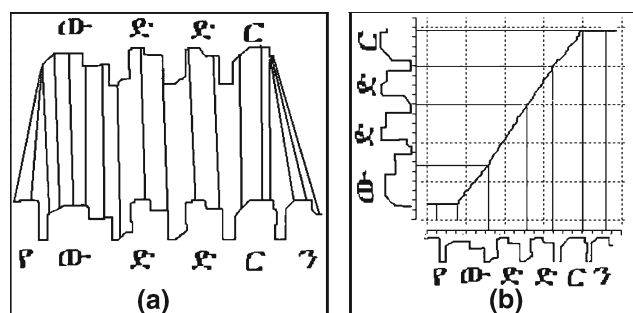 ው ድ ድ ር
የ ው ድ ድ ር ን
(a)
ው ድ ድ ር
የ ው ድ ድ ር ን
(b)